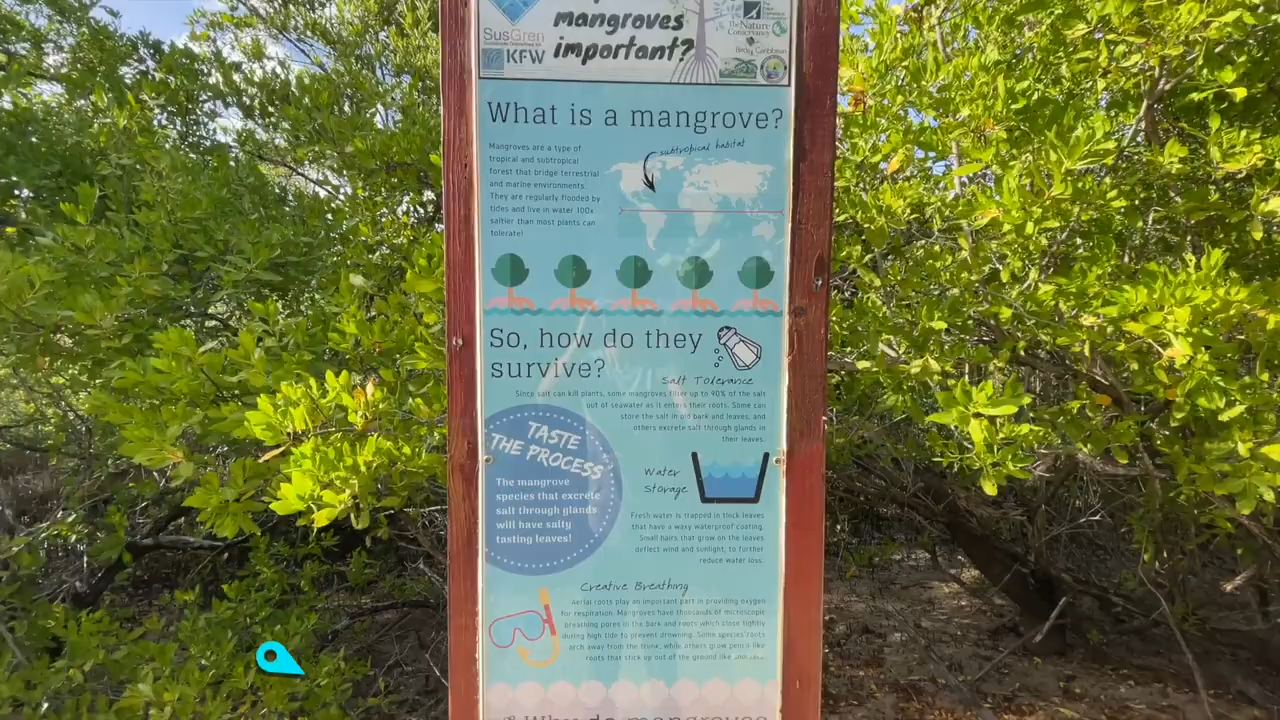 mangroves
important?
SusGren
KFW
The Nature
Conservancy
What is a mangrove?
subtropical habitat
Mangroves are a type of
tropical and subtropical
forest that bridge terrestrial
and marine environments.
They are regularly flooded by
tides and live in water 100x
saltier than most plants can
tolerate!
So, how do they
survive?
Salt Tolerance
Since salt can kill plants, some mangroves filter up to 90% of the salt
out of seawater as it enters their roots. Some can
store the salt in old bark and leaves, and
others excrete salt through glands in
their leaves.
TASTE
THE PROCESS
The mangrove
species that excrete
salt through glands
will have salty
tasting leaves!
Water
Storage
Fresh water is trapped in thick leaves
that have a waxy waterproof coating.
Small hairs that grow on the leaves
deflect wind and sunlight, to further
reduce water loss.
Creative Breathing
Aerial roots play an important part in providing oxygen
for respiration. Mangroves have thousands of microscopic
breathing pores in the bark and roots which close tightly
during high tide to prevent drowning. Some species' roots
arch away from the trunk, while others grow pencil-like
roots that stick up out of the ground like
Why do mangroves